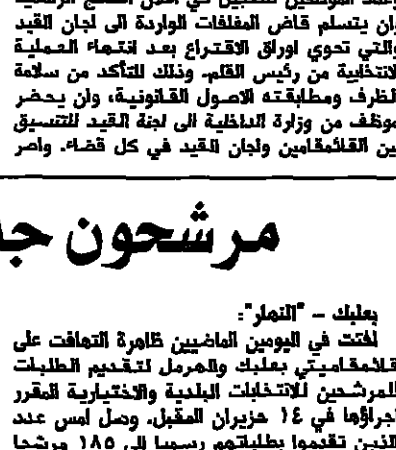 وان يتسلم قاض المغلفات الواردة الى لجان القيد
والتي تحوي اوراق الاقتراع بعد انتهاء العملية
الانتخابية من رئيس القلم. وذلك للتأكد من سلامة
الظرف ومطابقته الاصول القانونية، وان يحضر
موظف من وزارة الداخلية الى لجنة القيد للتنسيق
بين القائمقامين ولجان القيد في كل قضاء. واصر
مرشحون جد
بعلبك – "النهار":
لفتت في اليومين الماضيين ظاهرة التهافت على
قائمقاميتي بعلبك والهرمل لتقديم الطلبات
للمرشحين للانتخابات البلدية والاختيارية المقرر
اجراؤها في ١٤ حزيران المقبل. وصل امس عدد
الذين تقدموا بطلباتهم رسميا الى ١٨٥ مرشحا